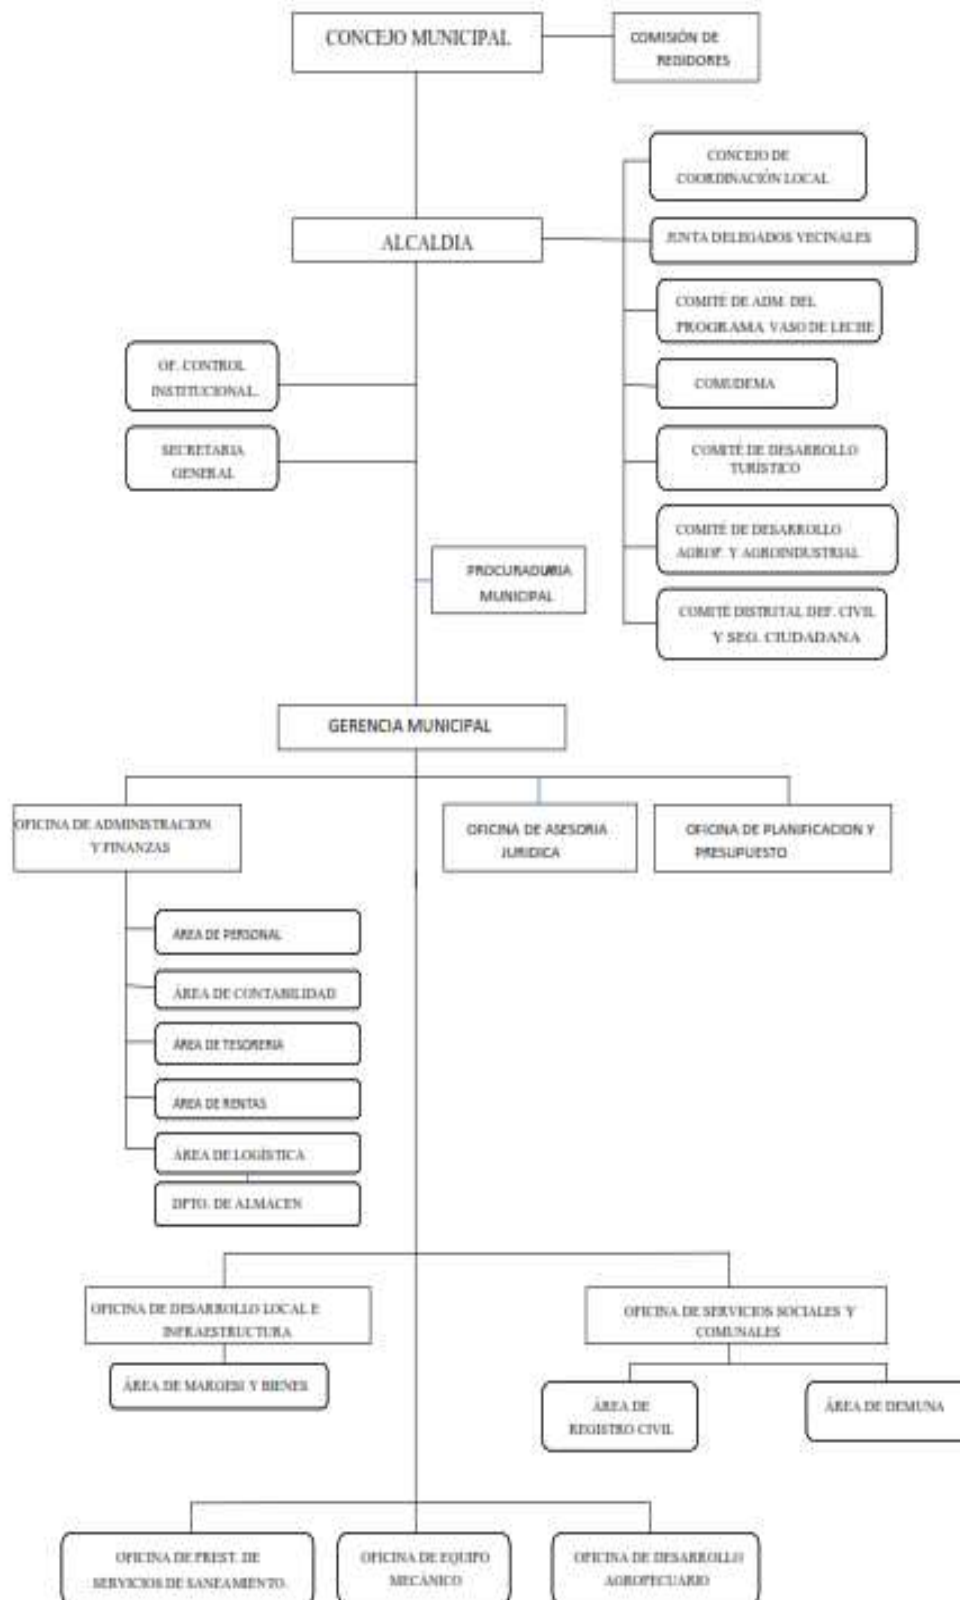 CONCEJO MUNICIPAL
COMISIÓN DE
REGIDORES
CONCEJO DE
COORDINACIÓN LOCAL
ALCALDIA
JUNTA DELEGADOS VECINALES
COMITÉ DE ADM. DEL
PROGRAMA VASO DE LECHE
OF. CONTROL
INSTITUCIONAL.
COMUDEMA
SECRETARIA
GENERAL
COMITÉ DE DESARROLLO
TURÍSTICO
COMITÉ DE DESARROLLO
AGROP. Y AGROINDUSTRIAL
PROCURADURIA
MUNICIPAL
COMITÉ DISTRITAL DEF. CIVIL
Y SEG. CIUDADANA
GERENCIA MUNICIPAL
OFICINA DE ADMINISTRACION
Y FINANZAS
OFICINA DE ASESORIA
JURIDICA
OFICINA DE PLANIFICACION Y
PRESUPUESTO
ÁREA DE PERSONAL
ÁREA DE CONTABILIDAD
ÁREA DE TESORERIA
ÁREA DE RENTAS
ÁREA DE LOGÍSTICA
DPTO. DE ALMACEN
OFICINA DE DESARROLLO LOCAL E
INFRAESTRUCTURA
OFICINA DE SERVICIOS SOCIALES Y
COMUNALES
ÁREA DE MARGESI Y BIENES
ÁREA DE
REGISTRO CIVIL
ÁREA DE DEMUNA
OFICINA DE PREST. DE
SERVICIOS DE SANEAMIENTO.
OFICINA DE EQUIPO
MECÁNICO
OFICINA DE DESARROLLO
AGROPECUARIO